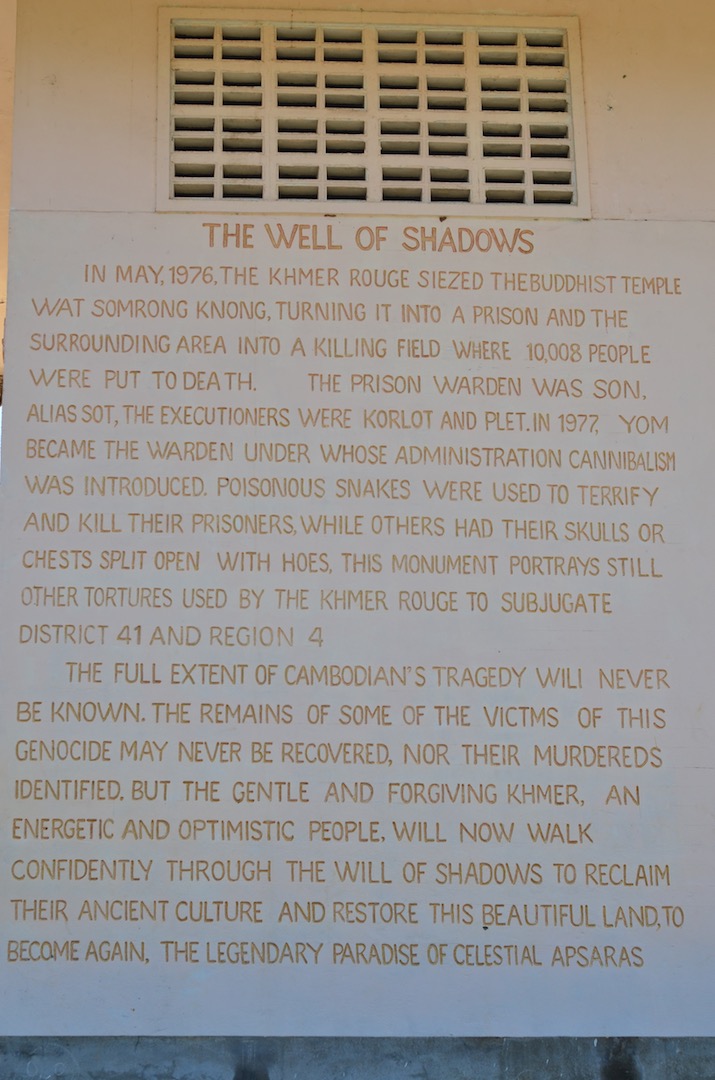 THE WELL OF SHADOWS
IN MAY, 1976, THE KHMER ROUGE SIEZED THEBUDDHIST TEMPLE
WAT SOMRONG KNONG, TURNING IT INTO A PRISON AND THE
SURROUNDING AREA INTO A KILLING FIELD WHERE 10,008 PEOPLE
WERE PUT TO DEATH. THE PRISON WARDEN WAS SON,
ALIAS SOT, THE EXECUTIONERS WERE KORLOT AND PLET. IN 1977, YOM
BECAME THE WARDEN UNDER WHOSE ADMINISTRATION CANNIBALISM
WAS INTRODUCED. POISONOUS SNAKES WERE USED TO TERRIFY
AND KILL THEIR PRISONERS, WHILE OTHERS HAD THEIR SKULLS OR
CHESTS SPLIT OPEN WITH HOES, THIS MONUMENT PORTRAYS STILL
OTHER TORTURES USED BY THE KHMER ROUGE TO SUBJUGATE
DISTRICT 41 AND REGION 4
THE FULL EXTENT OF CAMBODIAN'S TRAGEDY WILl NEVER
BE KNOWN. THE REMAINS OF SOME OF THE VICTMS OF THIS
GENOCIDE MAY NEVER BE RECOVERED, NOR THEIR MURDEREDS
IDENTIFIED. BUT THE GENTLE AND FORGIVING KHMER, AN
ENERGETIC AND OPTIMISTIC PEOPLE, WILL NOW WALK
CONFIDENTLY THROUGH THE WILL OF SHADOWS TO RECLAIM
THEIR ANCIENT CULTURE AND RESTORE THIS BEAUTIFUL LAND, TO
BECOME AGAIN, THE LEGENDARY PARADISE OF CELESTIAL APSARAS